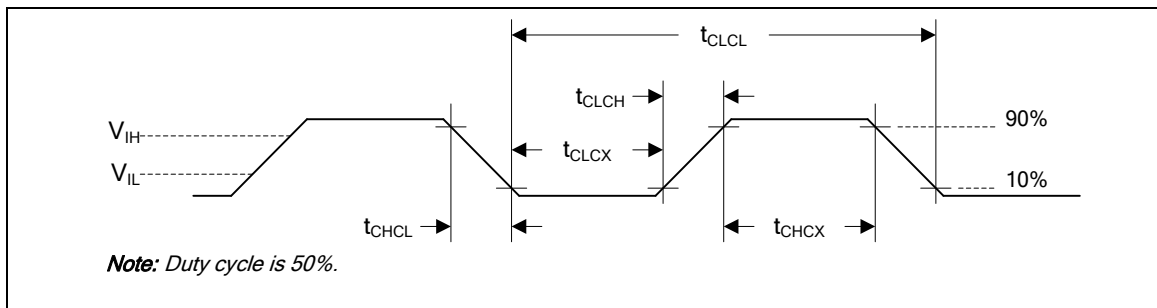 tCLCL
tCLCH
VIH
90%
tCLCX
VIL
10%
tCHCL
tCHCX
Note: Duty cycle is 50%.